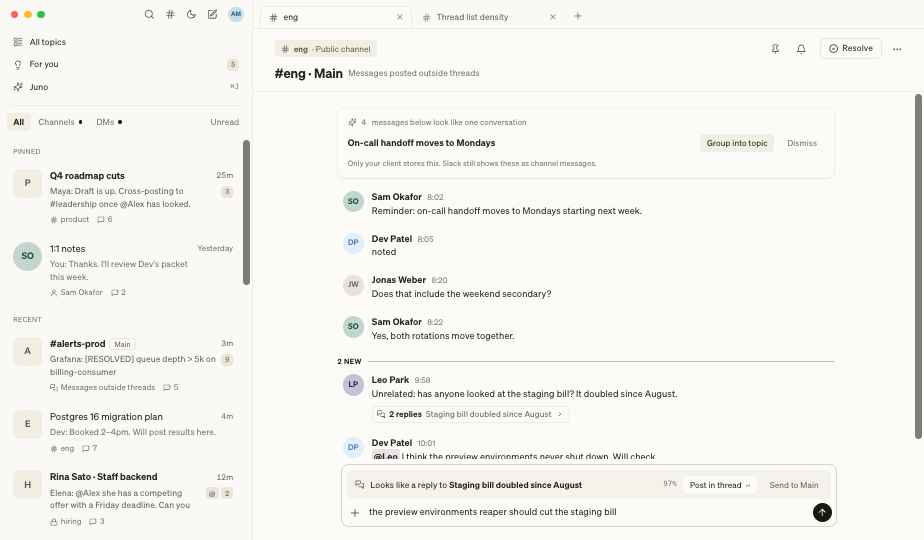 AM
All topics
For you
5
Juno
⌘J
All
Channels
DMs
Unread
PINNED
P
Q4 roadmap cuts
25m
Maya: Draft is up. Cross-posting to
3
#leadership once @Alex has looked.
# product
6
SO
1:1 notes
Yesterday
You: Thanks. I'll review Dev's packet
this week.
Sam Okafor
2
RECENT
A
#alerts-prod
Main
3m
Grafana: [RESOLVED] queue depth > 5k on
9
billing-consumer
Messages outside threads
5
E
Postgres 16 migration plan
4m
Dev: Booked 2–4pm. Will post results here.
# eng
7
H
Rina Sato · Staff backend
12m
Elena: @Alex she has a competing
@
2
offer with a Friday deadline. Can you
hiring
3
# eng
# Thread list density
# eng · Public channel
Resolve
#eng · Main
Messages posted outside threads
4 messages below look like one conversation
On-call handoff moves to Mondays
Group into topic
Dismiss
Only your client stores this. Slack still shows these as channel messages.
SO
Sam Okafor 8:02
Reminder: on-call handoff moves to Mondays starting next week.
DP
Dev Patel 8:05
noted
JW
Jonas Weber 8:20
Does that include the weekend secondary?
SO
Sam Okafor 8:22
Yes, both rotations move together.
2 NEW
LP
Leo Park 9:58
Unrelated: has anyone looked at the staging bill? It doubled since August.
2 replies Staging bill doubled since August
DP
Dev Patel 10:01
@Leo I think the preview environments never shut down. Will check.
Looks like a reply to Staging bill doubled since August
97%
Post in thread
Send to Main
the preview environments reaper should cut the staging bill